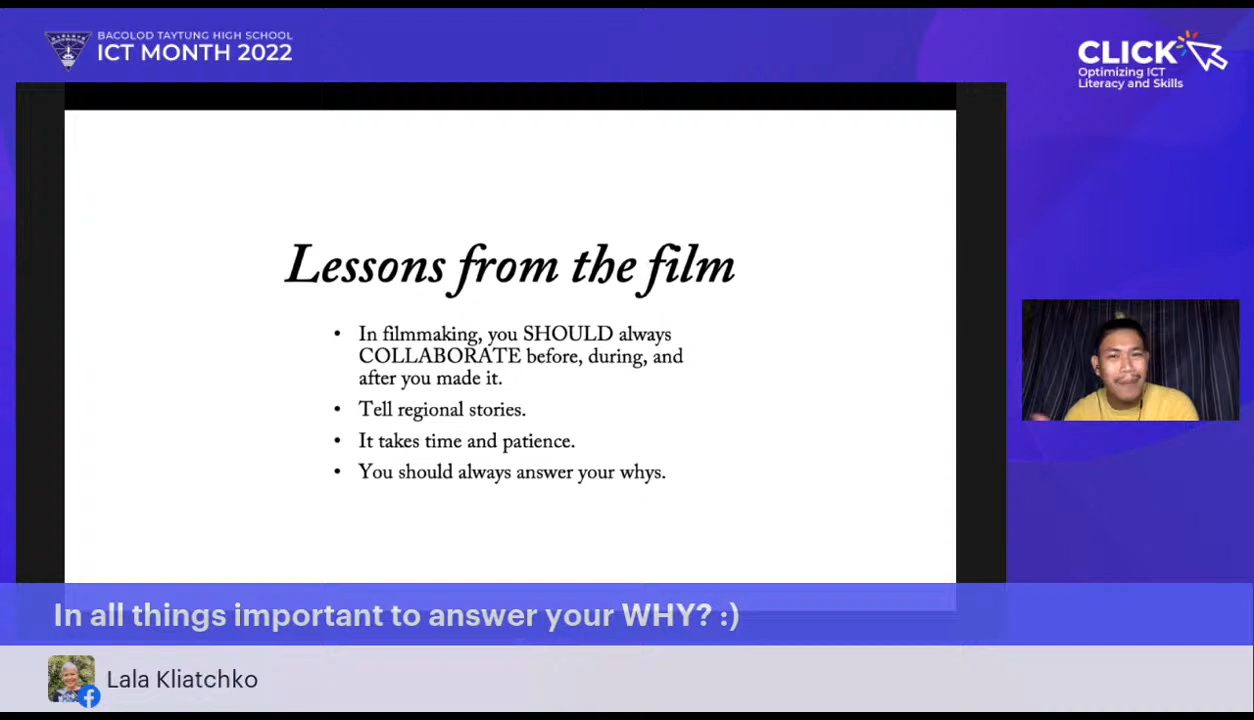 BACOLOD TAYTUNG HIGH SCHOOL
ICT MONTH 2022
CLICK
Optimizing ICT
Literacy and Skills
Lessons from the film
• In filmmaking, you SHOULD always
COLLABORATE before, during, and
after you made it.
• Tell regional stories.
• It takes time and patience.
• You should always answer your whys.
In all things important to answer your WHY? :)
Lala Kliatchko